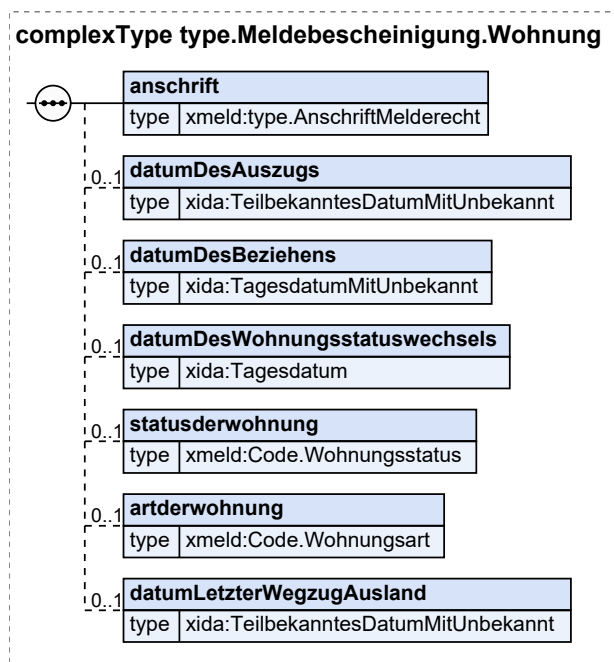 complexType type.Meldebescheinigung.Wohnung
anschrift
type xmeld:type.AnschriftMelderecht
0..1 datumDesAuszugs
type xida:TeilbekanntesDatumMitUnbekannt
0..1 datumDesBeziehens
type xida:TagesdatumMitUnbekannt
0..1 datumDesWohnungsstatuswechsels
type xida:Tagesdatum
0..1 statusderwohnung
type xmeld:Code.Wohnungsstatus
0..1 artderwohnung
type xmeld:Code.Wohnungsart
0..1 datumLetzterWegzugAusland
type xida:TeilbekanntesDatumMitUnbekannt